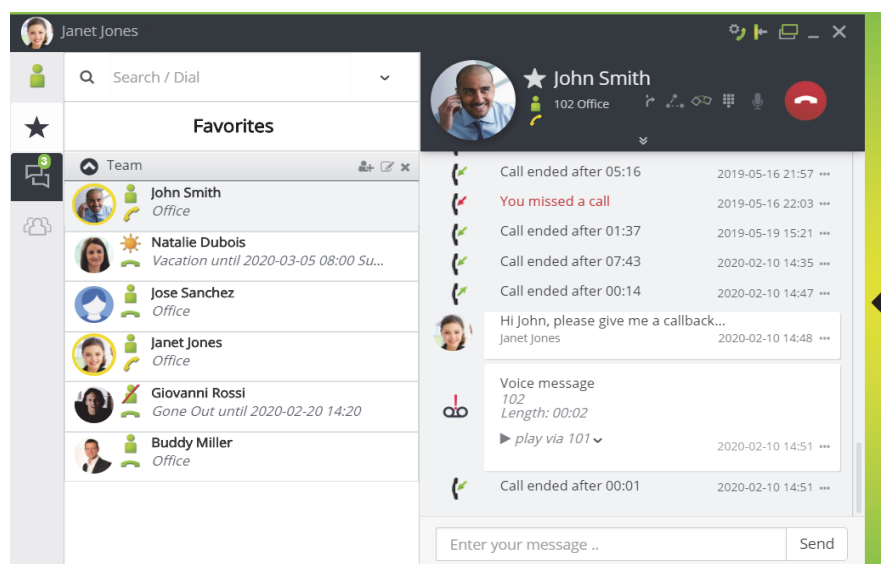 Janet Jones
Search / Dial
Favorites
Team
John Smith
Office
Natalie Dubois
Vacation until 2020-03-05 08:00 Su...
Jose Sanchez
Office
Janet Jones
Office
Giovanni Rossi
Gone Out until 2020-02-20 14:20
Buddy Miller
Office
3
John Smith
102 Office
Call ended after 05:16 2019-05-16 21:57
You missed a call 2019-05-16 22:03
Call ended after 01:37 2019-05-19 15:21
Call ended after 07:43 2020-02-10 14:35
Call ended after 00:14 2020-02-10 14:47
Hi John, please give me a callback...
Janet Jones 2020-02-10 14:48
Voice message
102
Length: 00:02
play via 101
2020-02-10 14:51
Call ended after 00:01 2020-02-10 14:51
Enter your message .. Send